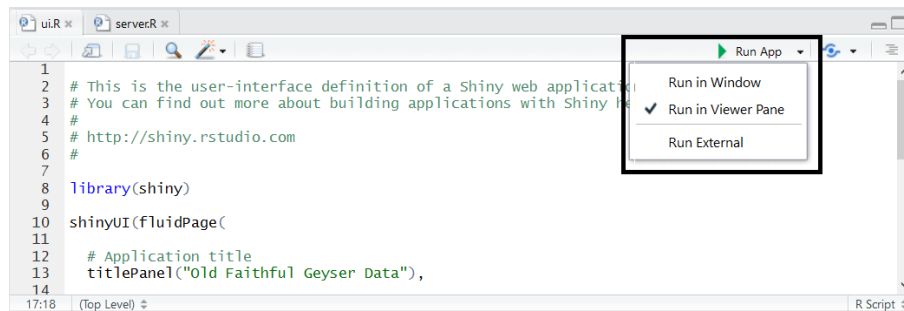 ui.R × server.R ×
Run App
1
2 # This is the user-interface definition of a Shiny web applicati
3 # You can find out more about building applications with Shiny he
4 #
5 # http://shiny.rstudio.com
6 #
7
8 library(shiny)
9
10 shinyUI(fluidPage(
11
12 # Application title
13 titlePanel("Old Faithful Geyser Data"),
14
Run in Window
✓ Run in Viewer Pane
Run External
17:18 (Top Level) R Script